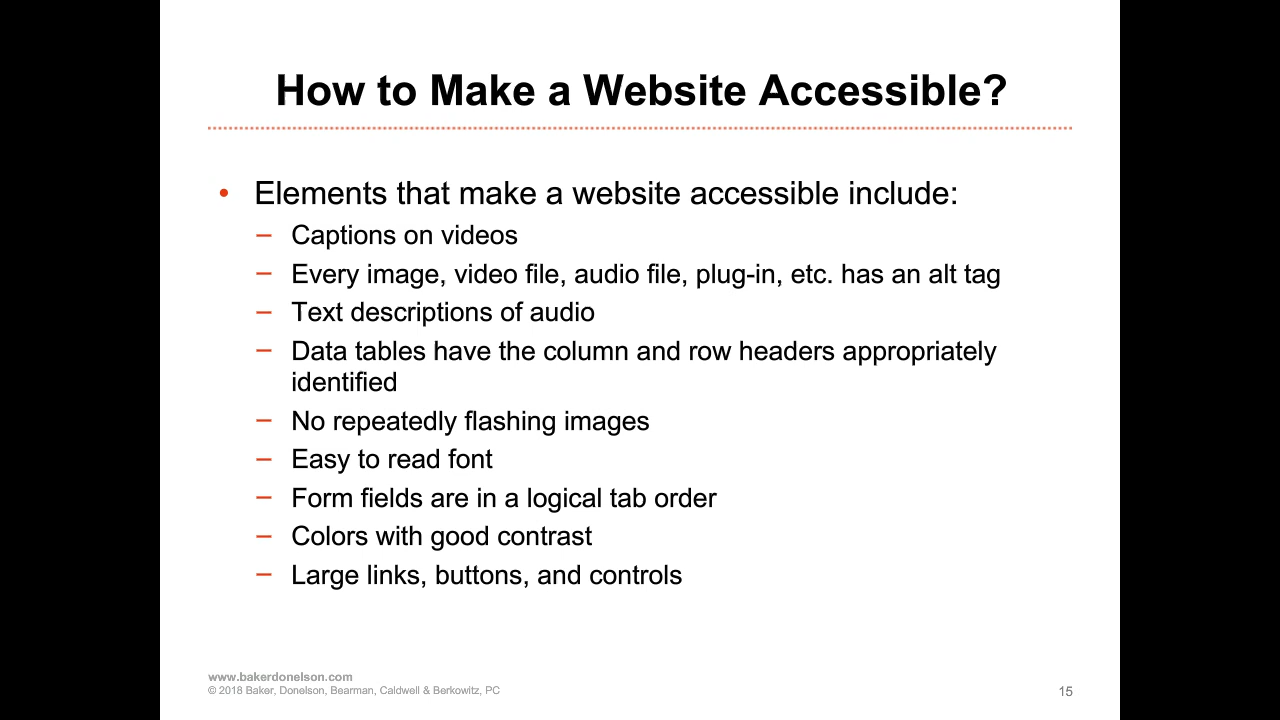 How to Make a Website Accessible?
• Elements that make a website accessible include:
– Captions on videos
– Every image, video file, audio file, plug-in, etc. has an alt tag
– Text descriptions of audio
– Data tables have the column and row headers appropriately
identified
– No repeatedly flashing images
– Easy to read font
– Form fields are in a logical tab order
– Colors with good contrast
– Large links, buttons, and controls
www.bakerdonelson.com
© 2018 Baker, Donelson, Bearman, Caldwell & Berkowitz, PC
15